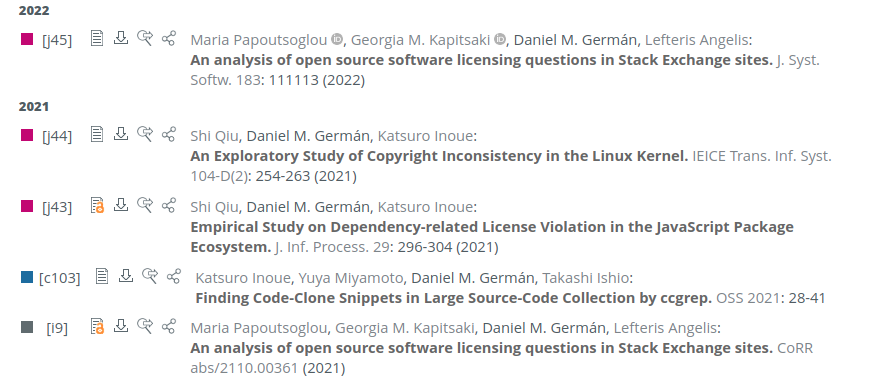 2022
[j45] Maria Papoutsoglou, Georgia M. Kapitsaki, Daniel M. Germán, Lefteris Angelis:
An analysis of open source software licensing questions in Stack Exchange sites. J. Syst.
Softw. 183: 111113 (2022)
2021
[j44] Shi Qiu, Daniel M. Germán, Katsuro Inoue:
An Exploratory Study of Copyright Inconsistency in the Linux Kernel. IEICE Trans. Inf. Syst.
104-D(2): 254-263 (2021)
[j43] Shi Qiu, Daniel M. Germán, Katsuro Inoue:
Empirical Study on Dependency-related License Violation in the JavaScript Package
Ecosystem. J. Inf. Process. 29: 296-304 (2021)
[c103] Katsuro Inoue, Yuya Miyamoto, Daniel M. Germán, Takashi Ishio:
Finding Code-Clone Snippets in Large Source-Code Collection by ccgrep. OSS 2021: 28-41
[i9] Maria Papoutsoglou, Georgia M. Kapitsaki, Daniel M. Germán, Lefteris Angelis:
An analysis of open source software licensing questions in Stack Exchange sites. CoRR
abs/2110.00361 (2021)